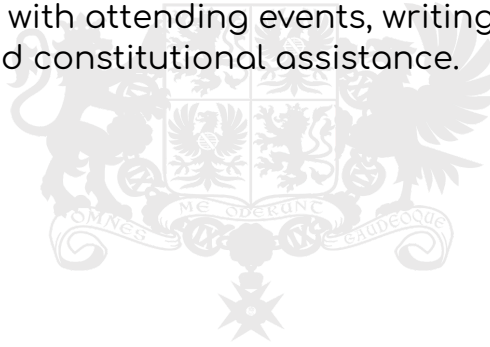 with attending events, writing
d constitutional assistance.
OMNES
ME ODERUNT
GAUDEOQUE